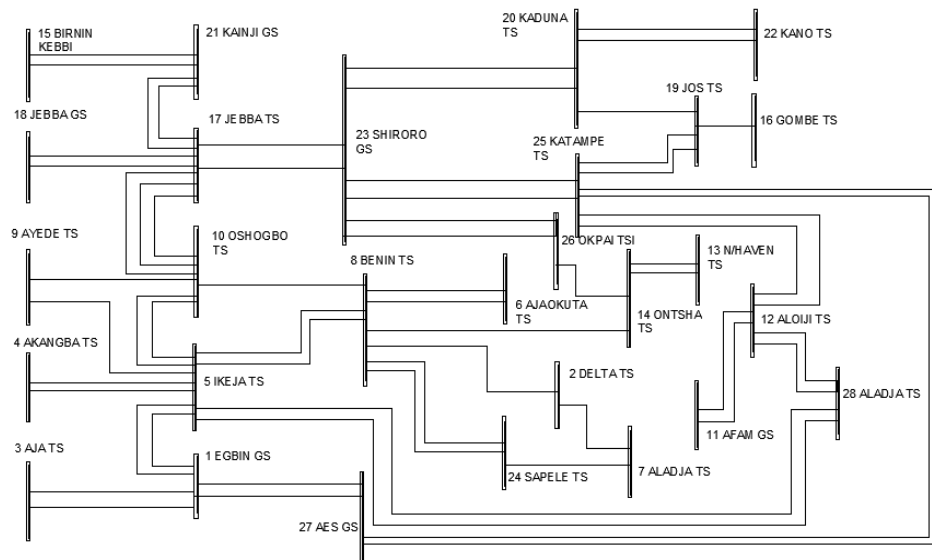 20 KADUNA
TS
15 BIRNIN
KEBBI
21 KAINJI GS
22 KANO TS
19 JOS TS
18 JEBBA GS
17 JEBBA TS
16 GOMBE TS
23 SHIRORO
GS
25 KATAMPE
TS
9 AYEDE TS
10 OSHOGBO
TS
26 OKPAI TSI
13 N/HAVEN
TS
8 BENIN TS
6 AJAOKUTA
TS
14 ONTSHA
TS
12 ALOIJI TS
4 AKANGBA TS
5 IKEJA TS
2 DELTA TS
28 ALADJA TS
11 AFAM GS
3 AJA TS
1 EGBIN GS
24 SAPELE TS
7 ALADJA TS
27 AES GS